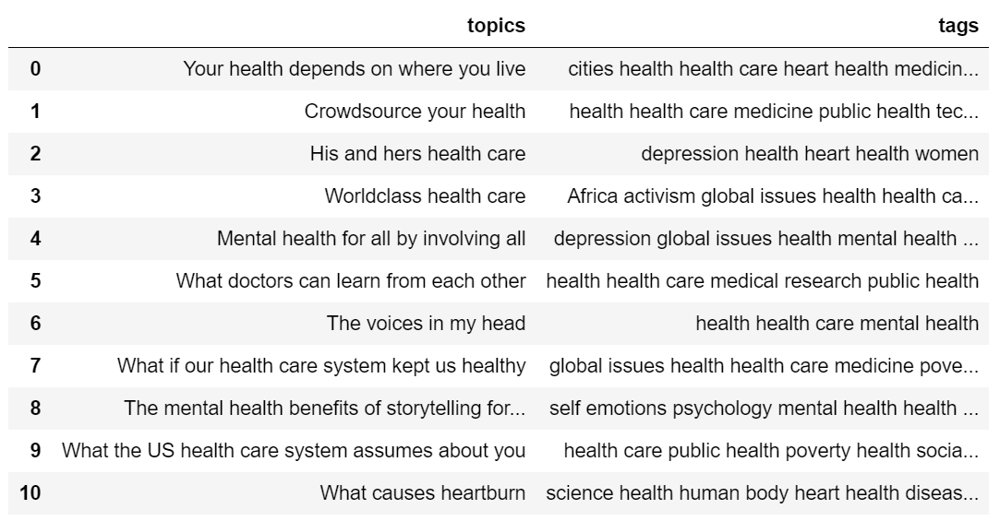 topics tags
0 Your health depends on where you live cities health health care heart health medicin...
1 Crowdsource your health health health care medicine public health tec...
2 His and hers health care depression health heart health women
3 Worldclass health care Africa activism global issues health health ca...
4 Mental health for all by involving all depression global issues health mental health ...
5 What doctors can learn from each other health health care medical research public health
6 The voices in my head health health care mental health
7 What if our health care system kept us healthy global issues health health care medicine pove...
8 The mental health benefits of storytelling for... self emotions psychology mental health health ...
9 What the US health care system assumes about you health care public health poverty health socia...
10 What causes heartburn science health human body heart health diseas...